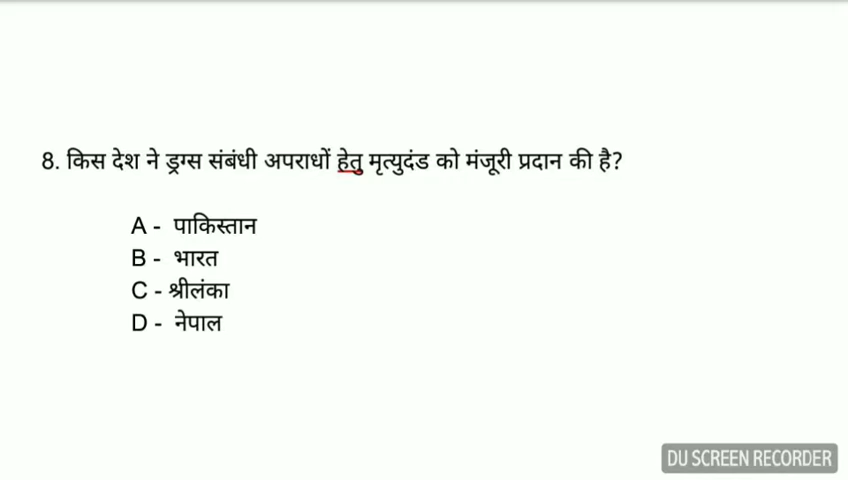 8. किस देश ने ड्रग्स संबंधी अपराधों हेतु मृत्युदंड को मंजूरी प्रदान की है?
A - पाकिस्तान
B - भारत
C - श्रीलंका
D - नेपाल
DU SCREEN RECORDER